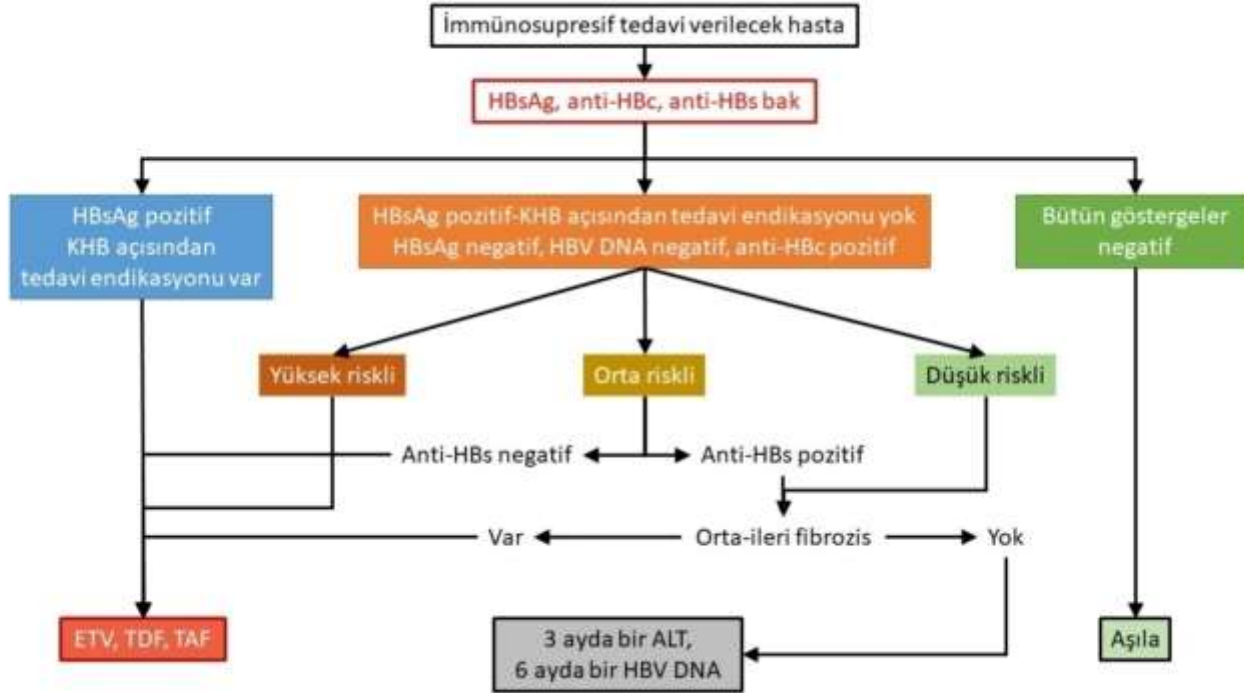 İmmünosupresif tedavi verilecek hasta
HBsAg, anti-HBc, anti-HBs bak
HBsAg pozitif
KHB açısından
tedavi endikasyonu var
HBsAg pozitif-KHB açısından tedavi endikasyonu yok
HBsAg negatif, HBV DNA negatif, anti-HBc pozitif
Bütün göstergeler
negatif
Yüksek riskli
Orta riskli
Düşük riskli
Anti-HBs negatif
Anti-HBs pozitif
Var
Orta-ileri fibrozis
Yok
ETV, TDF, TAF
3 ayda bir ALT,
6 ayda bir HBV DNA
Aşıla